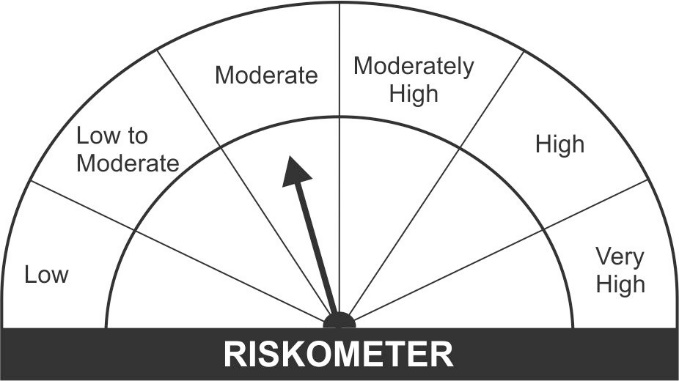 Low
Low to
Moderate
Moderate
Moderately
High
High
Very
High
RISKOMETER